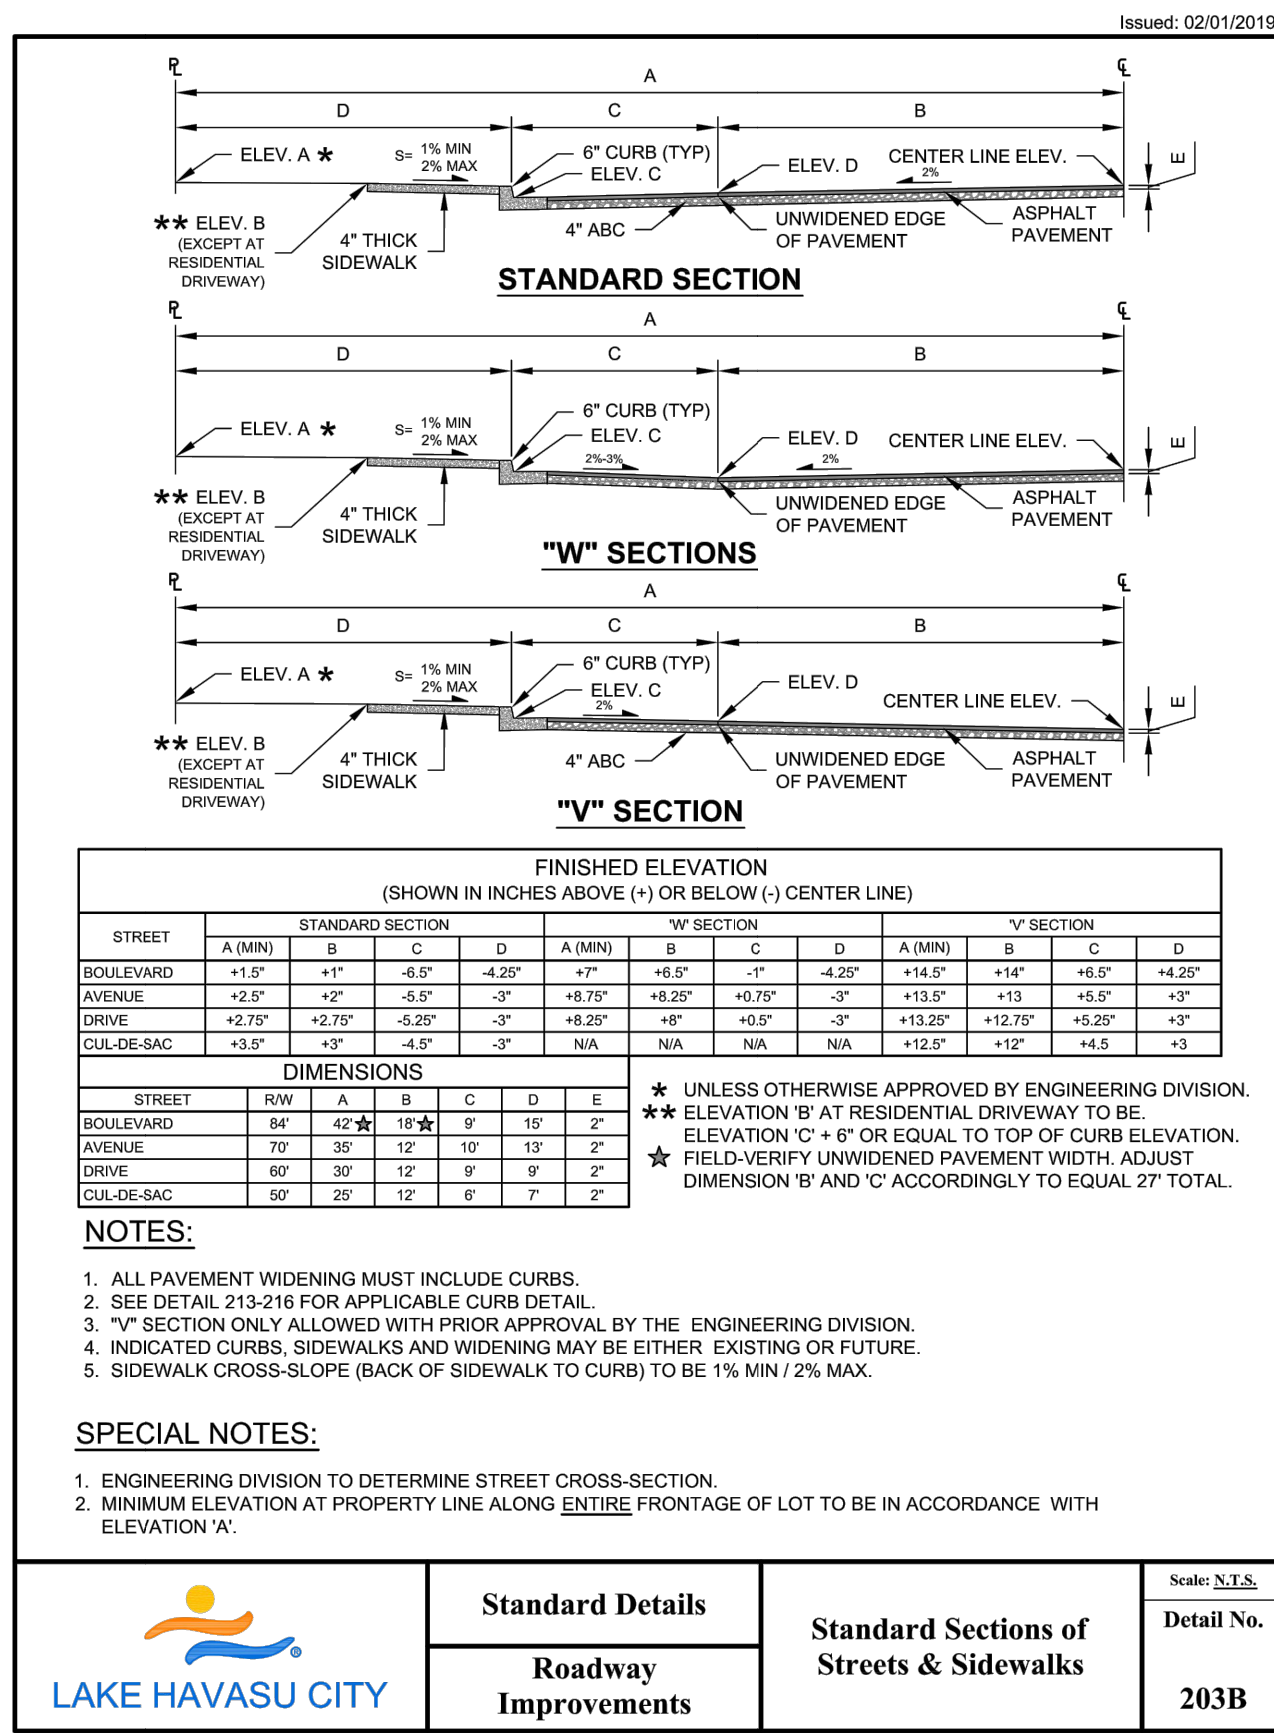 Issued: 02/01/2019
A
D C B
ELEV. A * S= 1% MIN 2% MAX 6" CURB (TYP) ELEV. C ELEV. D CENTER LINE ELEV. 2% E
** ELEV. B
(EXCEPT AT
RESIDENTIAL
DRIVEWAY)
4" THICK
SIDEWALK
4" ABC
UNWIDENED EDGE
OF PAVEMENT
ASPHALT
PAVEMENT
STANDARD SECTION
A
D C B
ELEV. A * S= 1% MIN 2% MAX 6" CURB (TYP) ELEV. C 2%-3% ELEV. D CENTER LINE ELEV. 2% E
** ELEV. B
(EXCEPT AT
RESIDENTIAL
DRIVEWAY)
4" THICK
SIDEWALK
UNWIDENED EDGE
OF PAVEMENT
ASPHALT
PAVEMENT
"W" SECTIONS
A
D C B
ELEV. A * S= 1% MIN 2% MAX 6" CURB (TYP) ELEV. C 2% ELEV. D CENTER LINE ELEV. E
** ELEV. B
(EXCEPT AT
RESIDENTIAL
DRIVEWAY)
4" THICK
SIDEWALK
4" ABC
UNWIDENED EDGE
OF PAVEMENT
ASPHALT
PAVEMENT
"V" SECTION
FINISHED ELEVATION
(SHOWN IN INCHES ABOVE (+) OR BELOW (-) CENTER LINE)
STREET STANDARD SECTION 'W' SECTION 'V' SECTION
A (MIN) B C D A (MIN) B C D A (MIN) B C D
BOULEVARD +1.5" +1" -6.5" -4.25" +7" +6.5" -1" -4.25" +14.5" +14" +6.5" +4.25"
AVENUE +2.5" +2" -5.5" -3" +8.75" +8.25" +0.75" -3" +13.5" +13 +5.5" +3"
DRIVE +2.75" +2.75" -5.25" -3" +8.25" +8" +0.5" -3" +13.25" +12.75" +5.25" +3"
CUL-DE-SAC +3.5" +3" -4.5" -3" N/A N/A N/A N/A +12.5" +12" +4.5 +3
DIMENSIONS
STREET R/W A B C D E
BOULEVARD 84' 42'★ 18'★ 9' 15' 2"
AVENUE 70' 35' 12' 10' 13' 2"
DRIVE 60' 30' 12' 9' 9' 2"
CUL-DE-SAC 50' 25' 12' 6' 7' 2"
* UNLESS OTHERWISE APPROVED BY ENGINEERING DIVISION.
** ELEVATION 'B' AT RESIDENTIAL DRIVEWAY TO BE.
ELEVATION 'C' + 6" OR EQUAL TO TOP OF CURB ELEVATION.
★ FIELD-VERIFY UNWIDENED PAVEMENT WIDTH. ADJUST
DIMENSION 'B' AND 'C' ACCORDINGLY TO EQUAL 27' TOTAL.
NOTES:
1. ALL PAVEMENT WIDENING MUST INCLUDE CURBS.
2. SEE DETAIL 213-216 FOR APPLICABLE CURB DETAIL.
3. "V" SECTION ONLY ALLOWED WITH PRIOR APPROVAL BY THE ENGINEERING DIVISION.
4. INDICATED CURBS, SIDEWALKS AND WIDENING MAY BE EITHER EXISTING OR FUTURE.
5. SIDEWALK CROSS-SLOPE (BACK OF SIDEWALK TO CURB) TO BE 1% MIN / 2% MAX.
SPECIAL NOTES:
1. ENGINEERING DIVISION TO DETERMINE STREET CROSS-SECTION.
2. MINIMUM ELEVATION AT PROPERTY LINE ALONG ENTIRE FRONTAGE OF LOT TO BE IN ACCORDANCE WITH
ELEVATION 'A'.
®
LAKE HAVASU CITY
Standard Details
Roadway
Improvements
Standard Sections of
Streets & Sidewalks
Scale: N.T.S.
Detail No.
203B